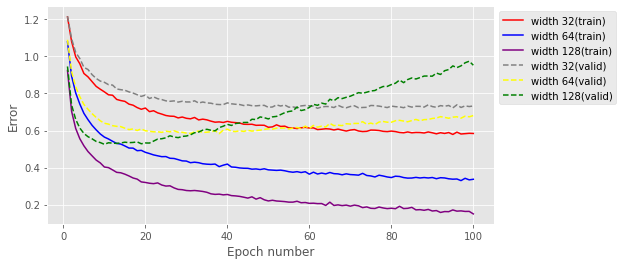 1.2
1.0
0.8
0.6
0.4
0.2
Error
0
20
40
60
80
100
Epoch number
width 32(train)
width 64(train)
width 128(train)
width 32(valid)
width 64(valid)
width 128(valid)